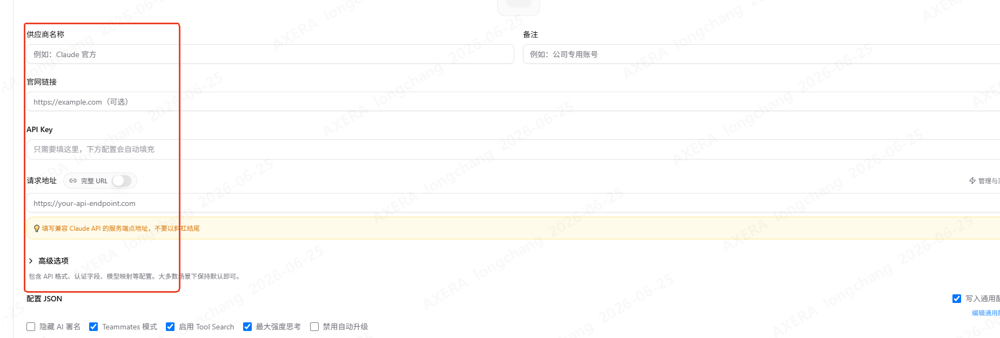 供应商名称
备注
例如：Claude 官方
例如：公司专用账号
官网链接
https://example.com（可选）
API Key
只需要填这里，下方配置会自动填充
请求地址
完整 URL
管理与
https://your-api-endpoint.com
填写兼容 Claude API 的服务端点地址，不要以斜杠结尾
高级选项
包含 API 格式、认证字段、模型映射等配置。大多数场景下保持默认即可。
配置 JSON
写入通用
编辑通用
隐藏 AI 署名
Teammates 模式
启用 Tool Search
最大强度思考
禁用自动升级
AXERA longchang 2026-06-25